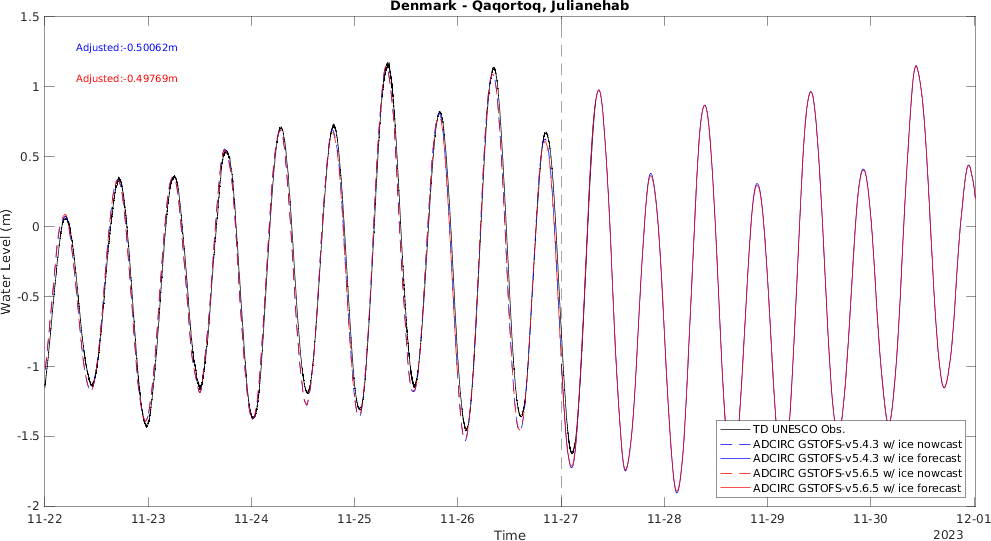 Denmark - Qaqortoq, Julianehab
Adjusted:-0.50062m
Adjusted:-0.49769m
1.5
1
0.5
0
-0.5
-1
-1.5
-2
Water Level (m)
11-22
11-23
11-24
11-25
11-26
11-27
11-28
11-29
11-30
12-01
Time
2023
TD UNESCO Obs.
ADCIRC GSTOFS-v5.4.3 w/ ice nowcast
ADCIRC GSTOFS-v5.4.3 w/ ice forecast
ADCIRC GSTOFS-v5.6.5 w/ ice nowcast
ADCIRC GSTOFS-v5.6.5 w/ ice forecast